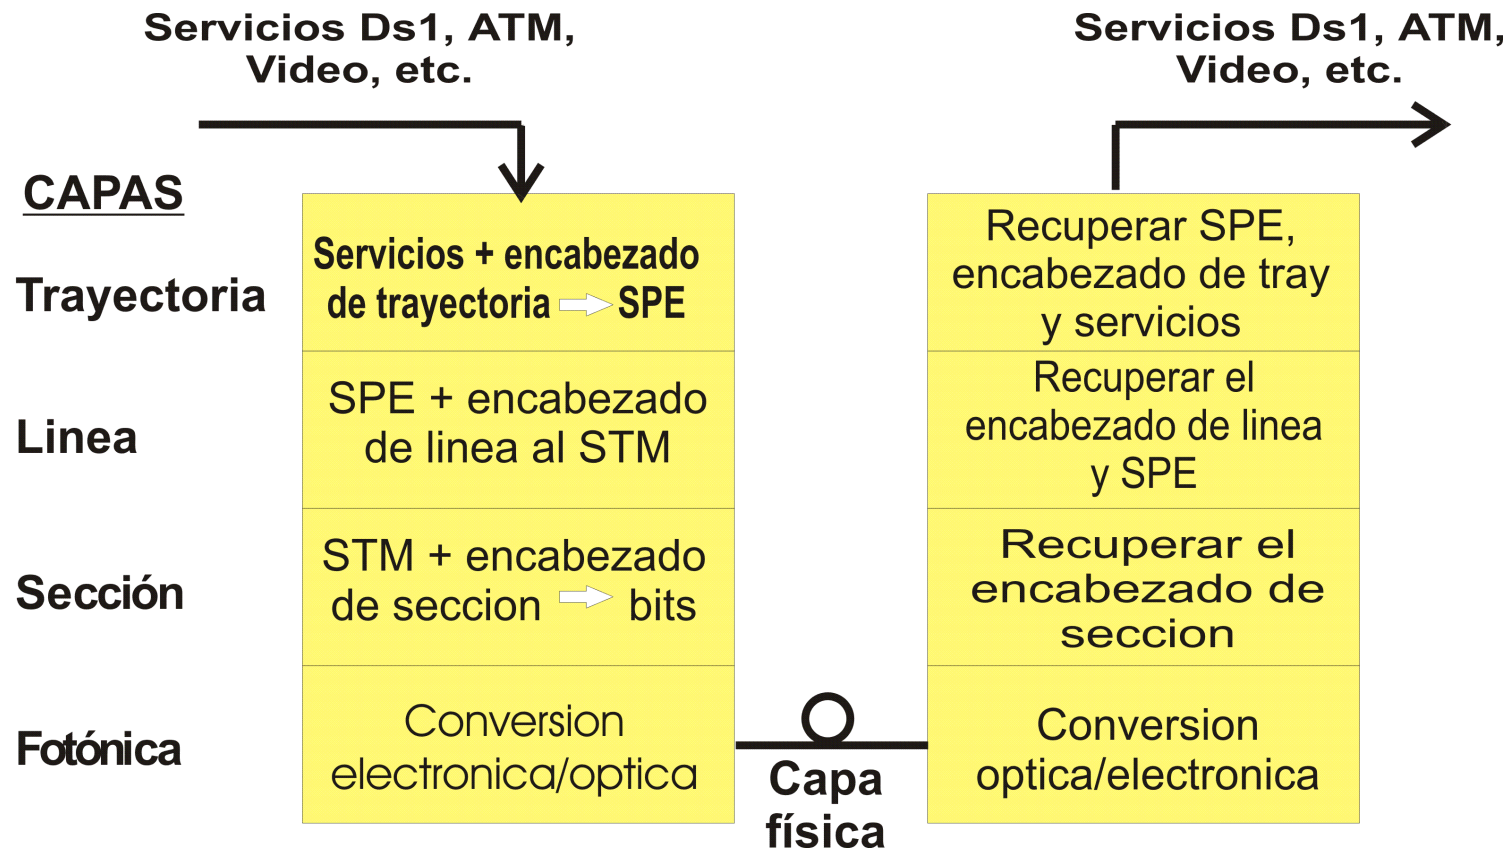 Servicios Ds1, ATM,
Video, etc.
Servicios Ds1, ATM,
Video, etc.
CAPAS
Trayectoria
Servicios + encabezado
de trayectoria SPE
Recuperar SPE,
encabezado de tray
y servicios
Linea
SPE + encabezado
de linea al STM
Recuperar el
encabezado de linea
y SPE
Sección
STM + encabezado
de seccion bits
Recuperar el
encabezado de
seccion
Fotónica
Conversion
electronica/optica
Capa
física
Conversion
optica/electronica